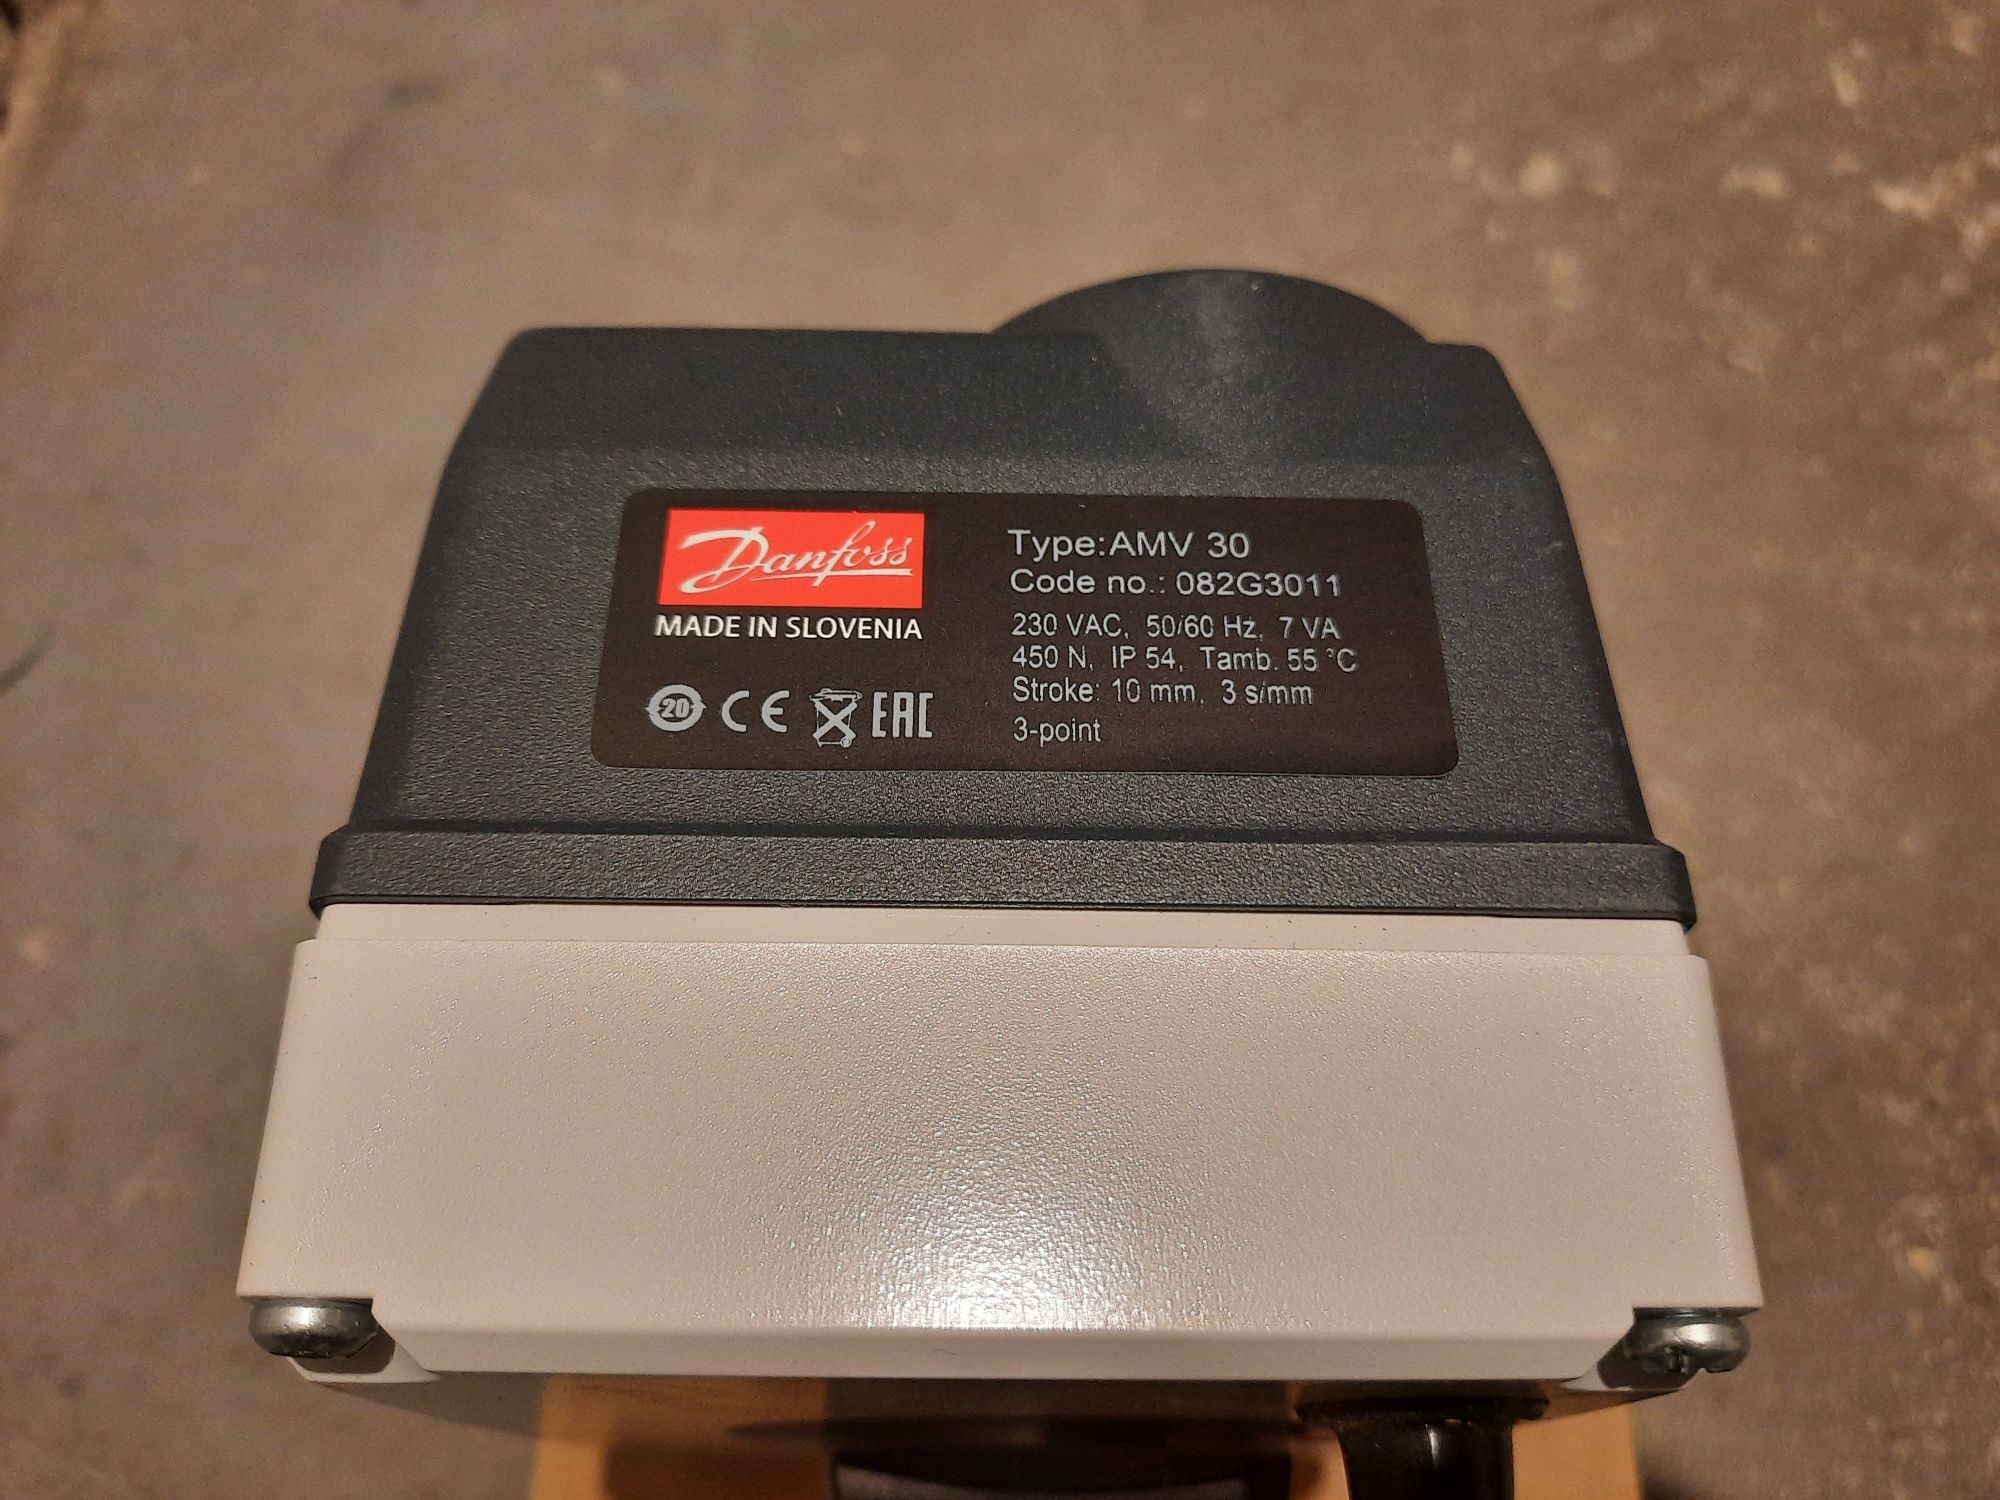 Danfoss
MADE IN SLOVENIA
20 CE EAC
Type:AMV 30
Code no.: 082G3011
230 VAC, 50/60 Hz, 7 VA
450 N, IP 54, Tamb. 55 °C
Stroke: 10 mm, 3 s/mm
3-point